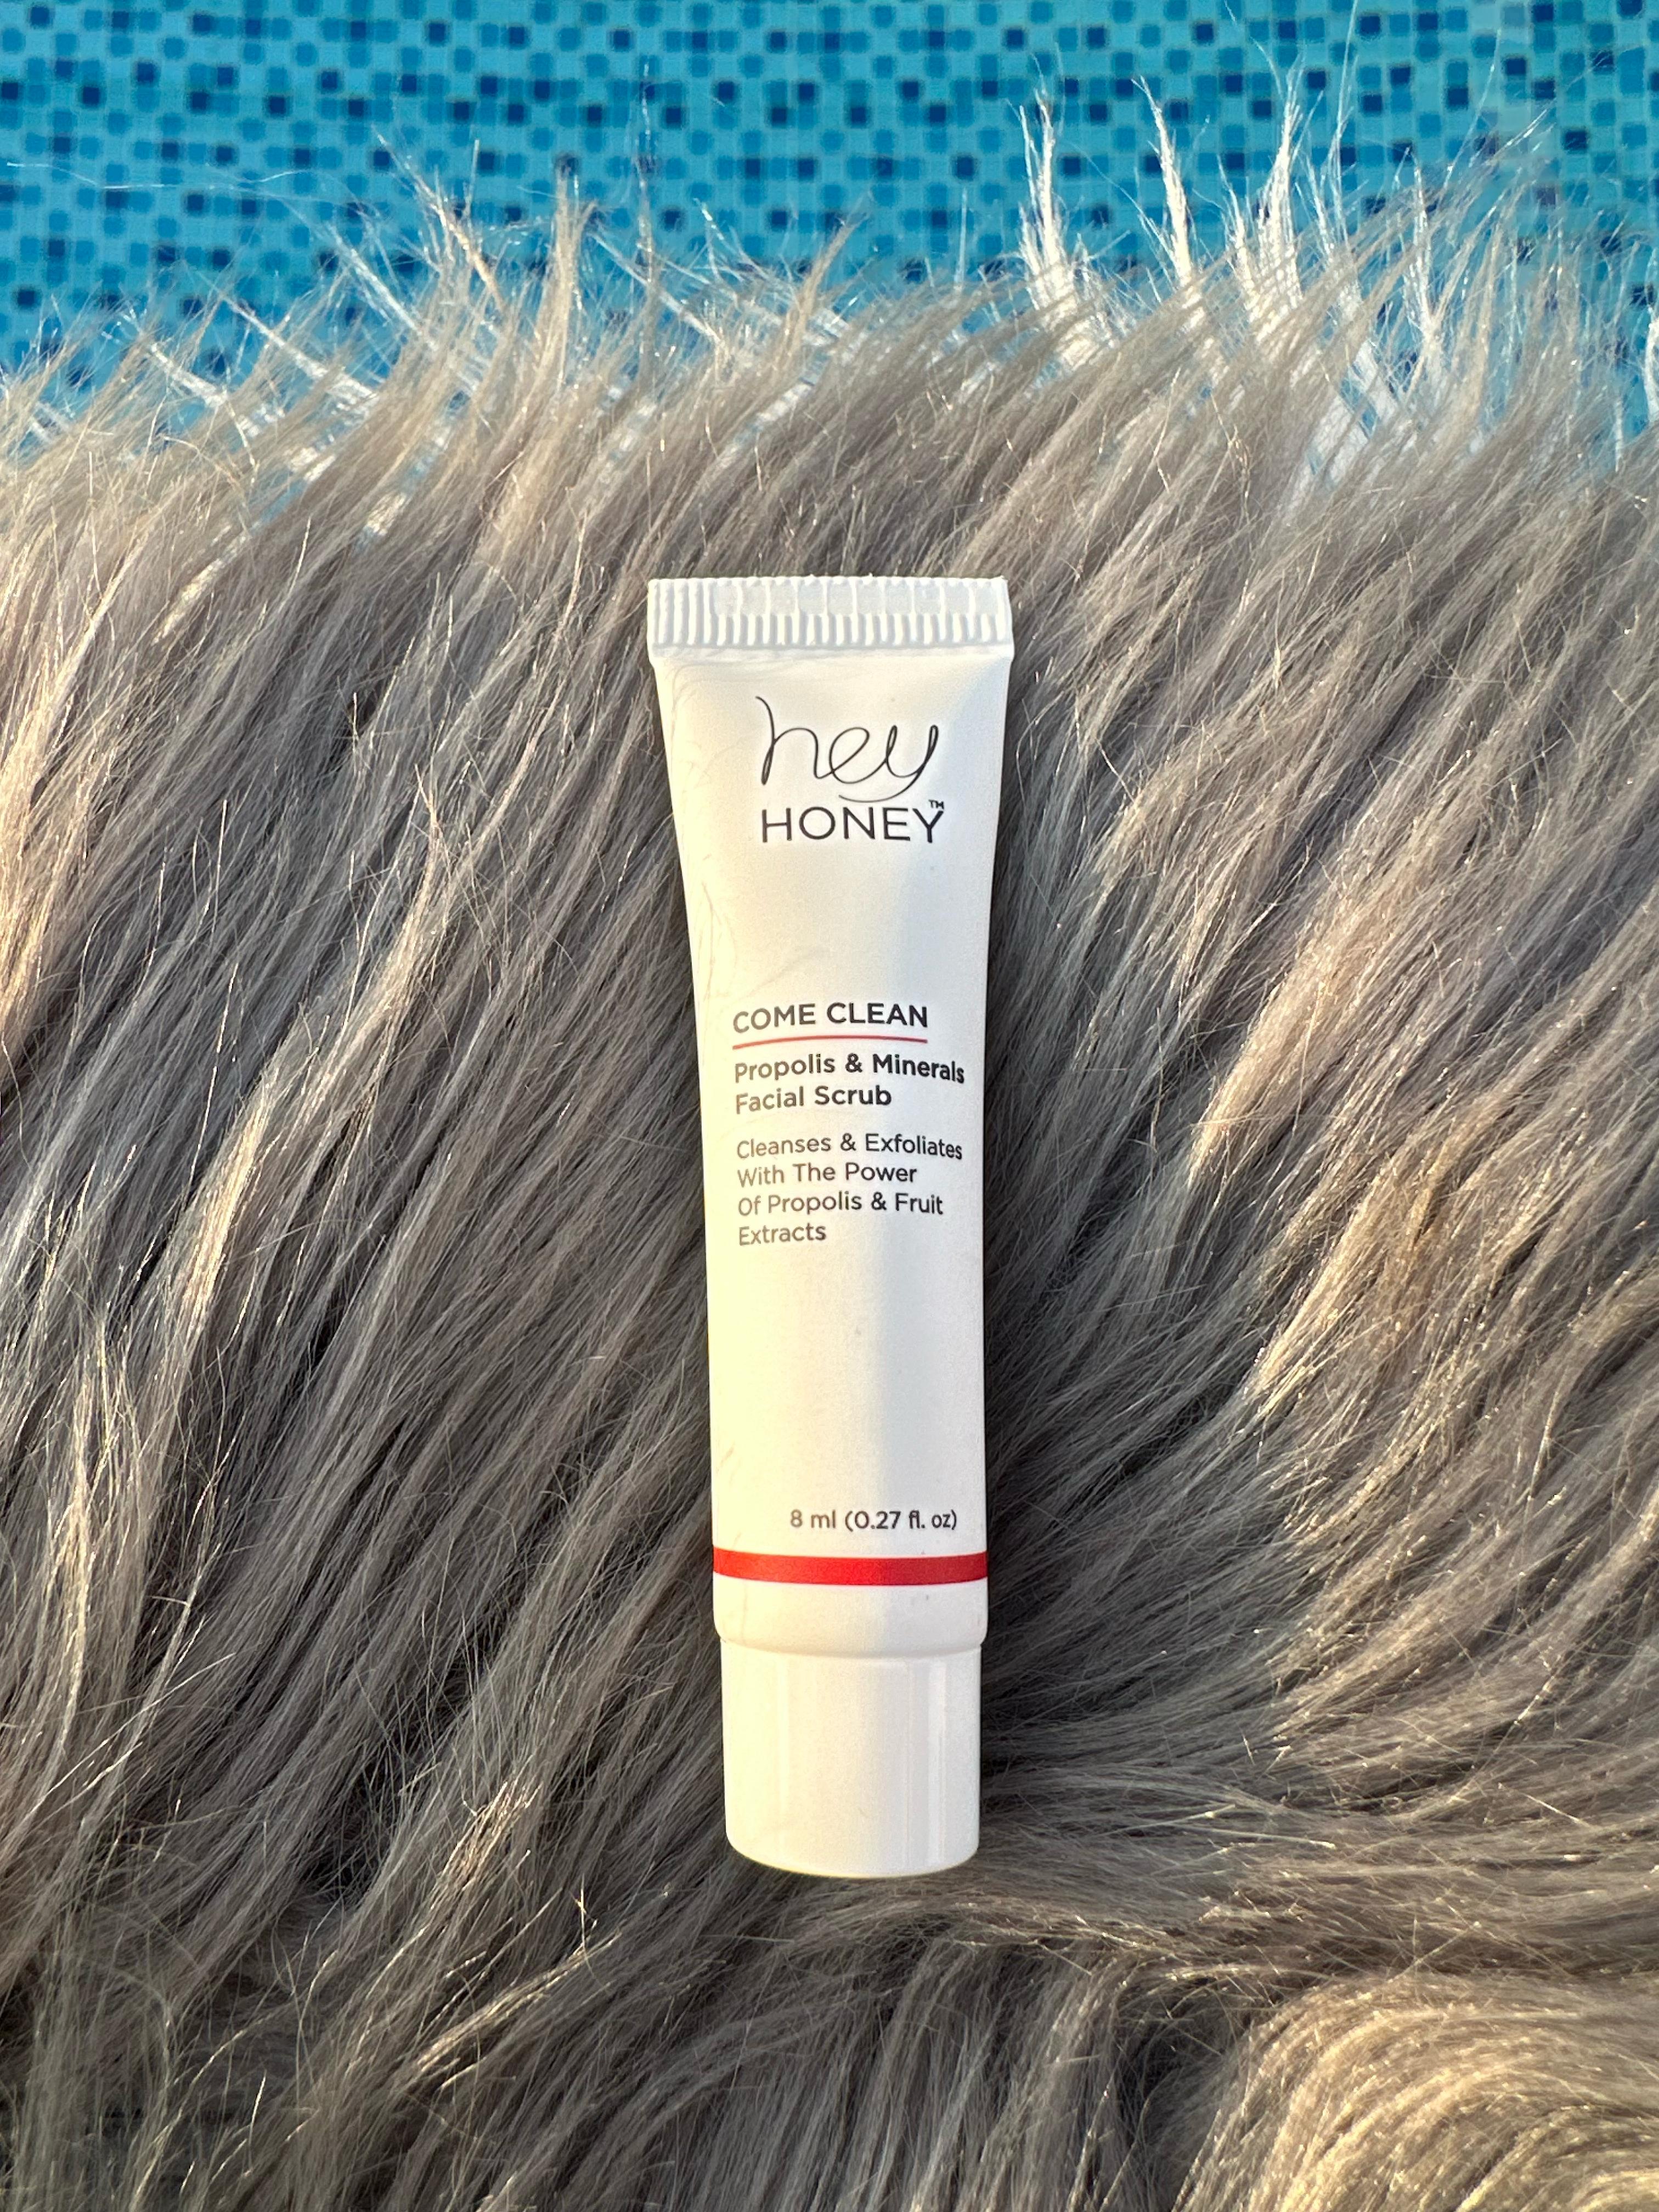 hey
HONEY™
COME CLEAN
Propolis & Minerals
Facial Scrub
Cleanses & Exfoliates
With The Power
Of Propolis & Fruit
Extracts
8 ml (0.27 fl. oz)